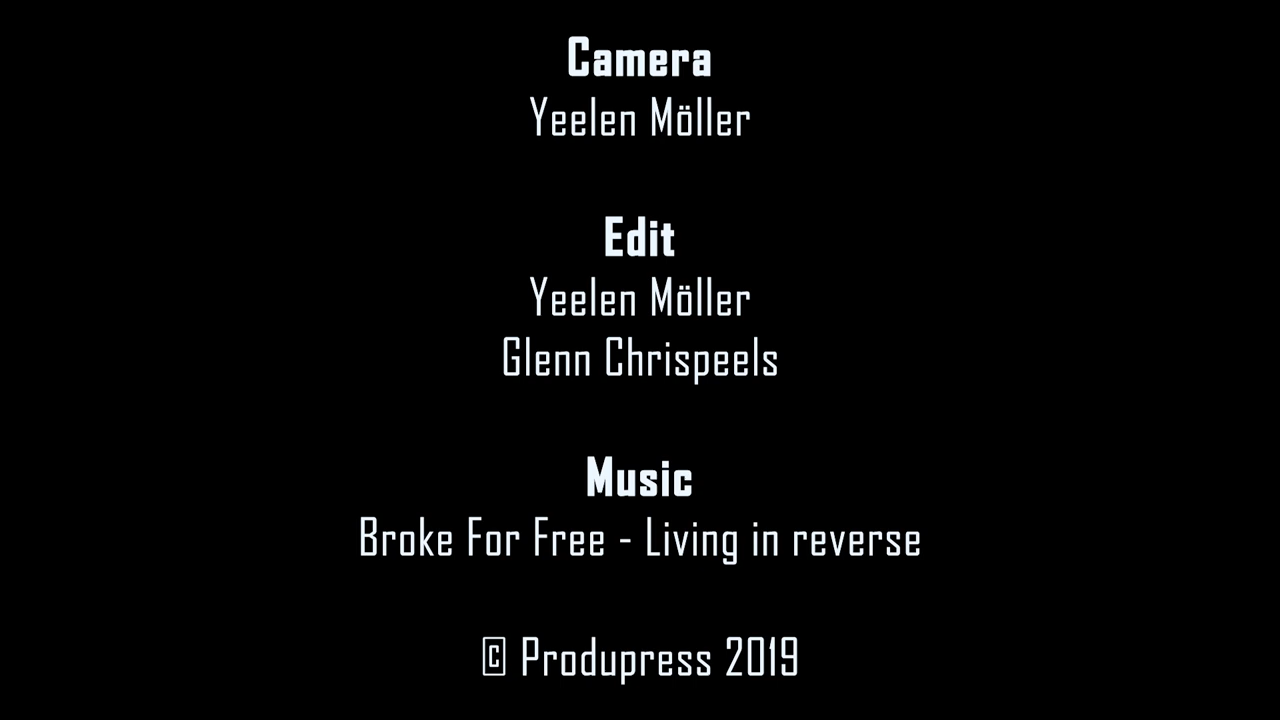 Camera
Yeelen Möller
Edit
Yeelen Möller
Glenn Chrispeels
Music
Broke For Free - Living in reverse
© Produpress 2019